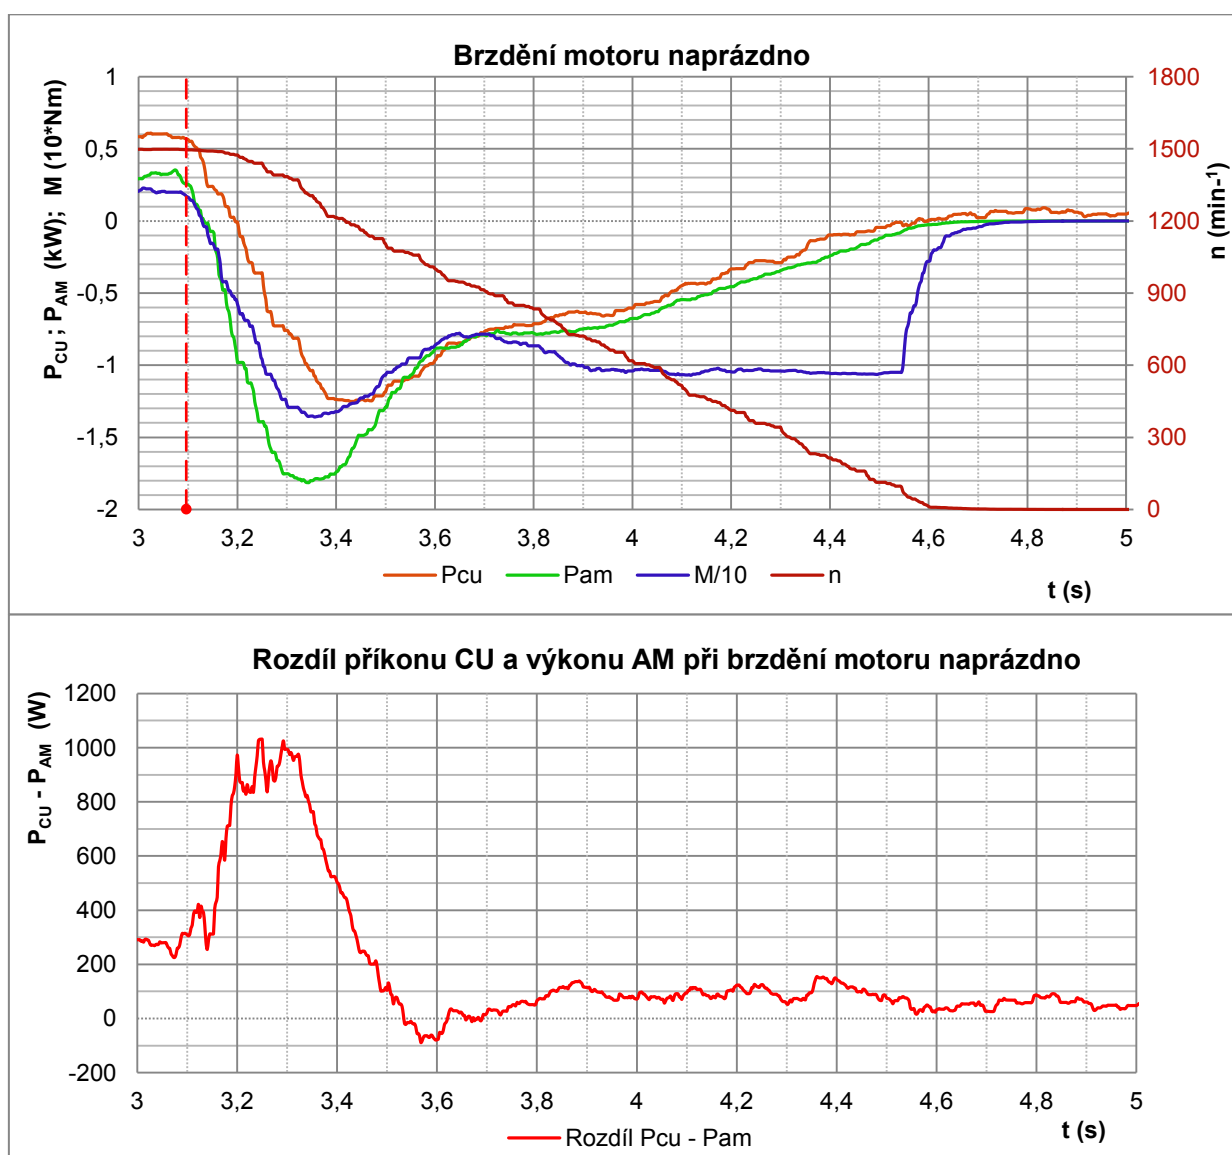 Brzdění motoru naprázdno
P_CU ; P_AM (kW); M (10*Nm)
1
0,5
0
-0,5
-1
-1,5
-2
1800
1500
1200
900
600
300
0
n (min-¹)
3 3,2 3,4 3,6 3,8 4 4,2 4,4 4,6 4,8 5
Pcu Pam M/10 n
t (s)
Rozdíl příkonu CU a výkonu AM při brzdění motoru naprázdno
P_CU - P_AM (W)
1200
1000
800
600
400
200
0
-200
3 3,2 3,4 3,6 3,8 4 4,2 4,4 4,6 4,8 5
t (s)
Rozdíl Pcu - Pam